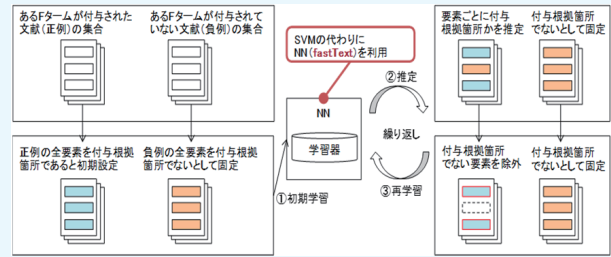 あるFタームが付与された
文献(正例)の集合
あるFタームが付与されて
いない文献(負例)の集合
SVMの代わりに
NN(fastText)を利用
要素ごとに付与
根拠箇所かを推定
付与根拠箇所
でないとして固定
②推定
NN
学習器
繰り返し
正例の全要素を付与根拠
箇所であると初期設定
負例の全要素を付与根拠
箇所でないとして固定
①初期学習
③再学習
付与根拠箇所
でない要素を除外
付与根拠箇所
でないとして固定